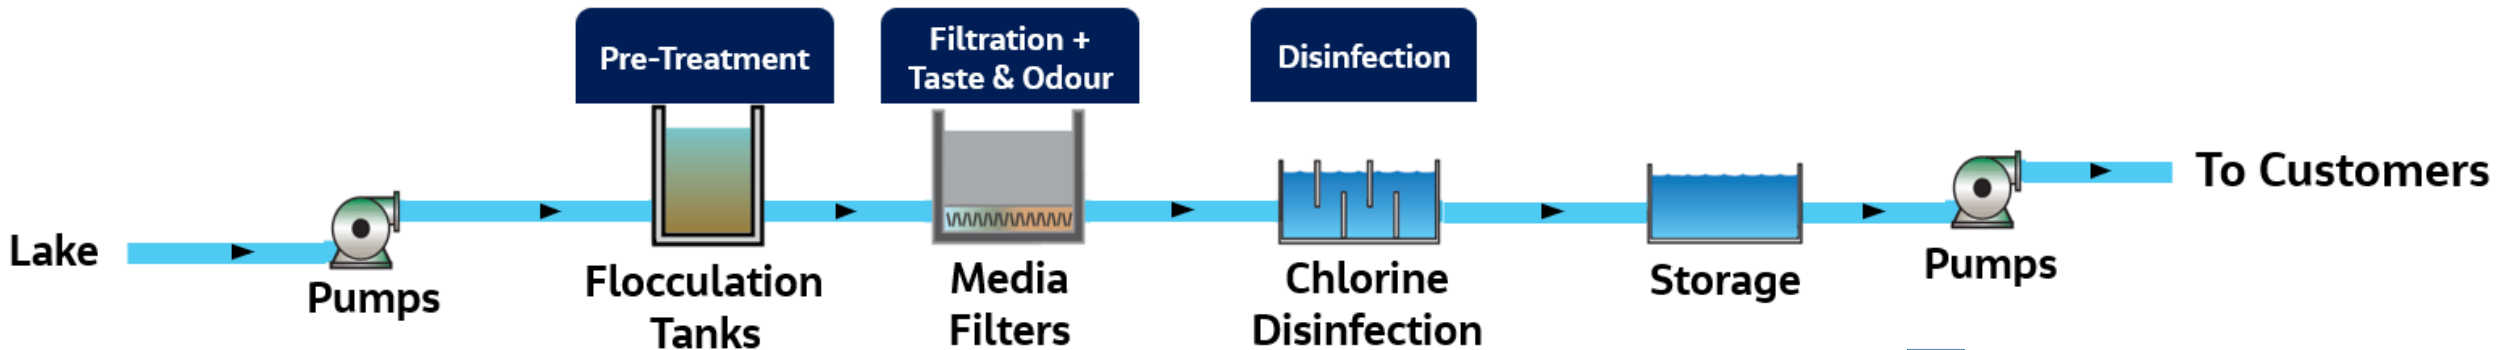 Pre-Treatment
Filtration +
Taste & Odour
Disinfection
Lake
Pumps
Flocculation
Tanks
Media
Filters
Chlorine
Disinfection
Storage
Pumps
To Customers